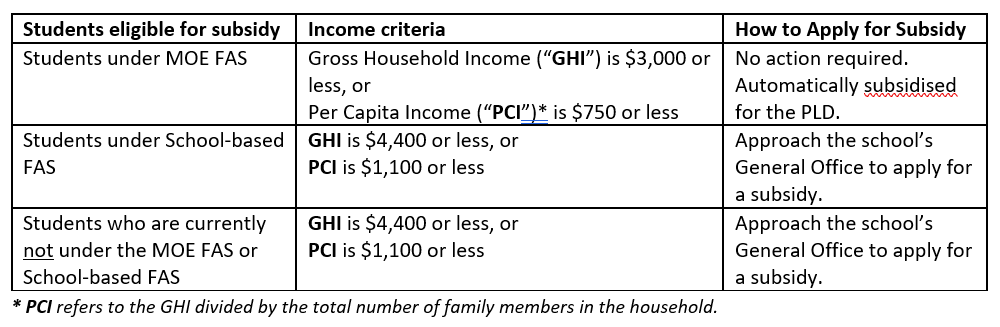 Students eligible for subsidy
Income criteria
How to Apply for Subsidy
Students under MOE FAS
Gross Household Income (“GHI”) is $3,000 or
less, or
Per Capita Income (“PCI”)* is $750 or less
No action required.
Automatically subsidised
for the PLD.
Students under School-based
FAS
GHI is $4,400 or less, or
PCI is $1,100 or less
Approach the school’s
General Office to apply for
a subsidy.
Students who are currently
not under the MOE FAS or
School-based FAS
GHI is $4,400 or less, or
PCI is $1,100 or less
Approach the school’s
General Office to apply for
a subsidy.
* PCI refers to the GHI divided by the total number of family members in the household.